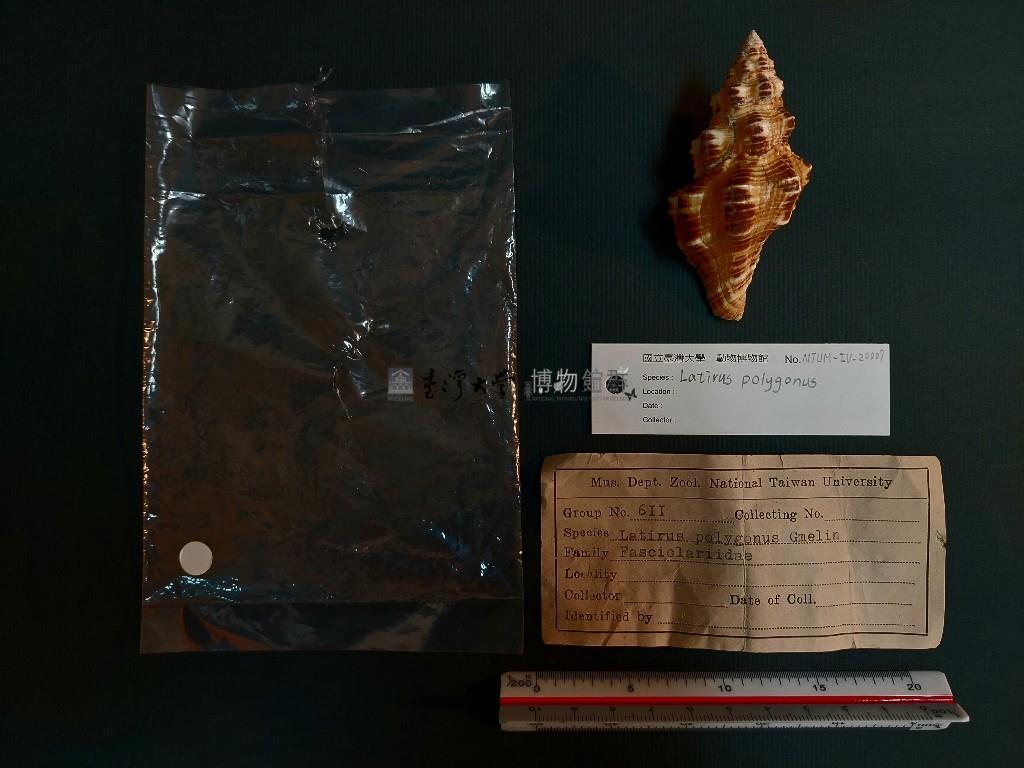 國立臺灣大學 動物博物館 No. NTUM-IV-20007
Species : Latirus polygonus
Location :
Date :
Collector :
臺灣大學 博物館群
Mus. Dept. Zool. National Taiwan University
Group No. 6II Collecting No.
Species Latirus polygonus Gmelin
Family Fasciolariidae
Locality
Collector Date of Coll.
Identified by
1/200 0 5 10 15 20